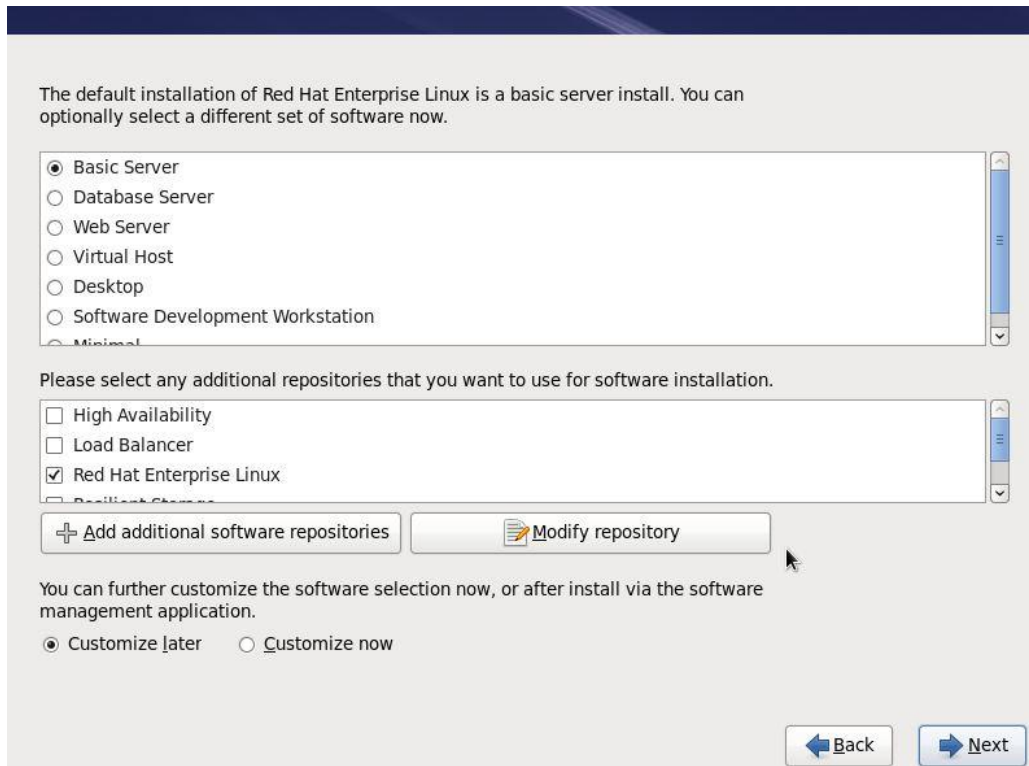 The default installation of Red Hat Enterprise Linux is a basic server install. You can
optionally select a different set of software now.
Basic Server
Database Server
Web Server
Virtual Host
Desktop
Software Development Workstation
Minimal
Please select any additional repositories that you want to use for software installation.
High Availability
Load Balancer
Red Hat Enterprise Linux
Resilient Storage
Add additional software repositories
Modify repository
You can further customize the software selection now, or after install via the software
management application.
Customize later
Customize now
Back
Next